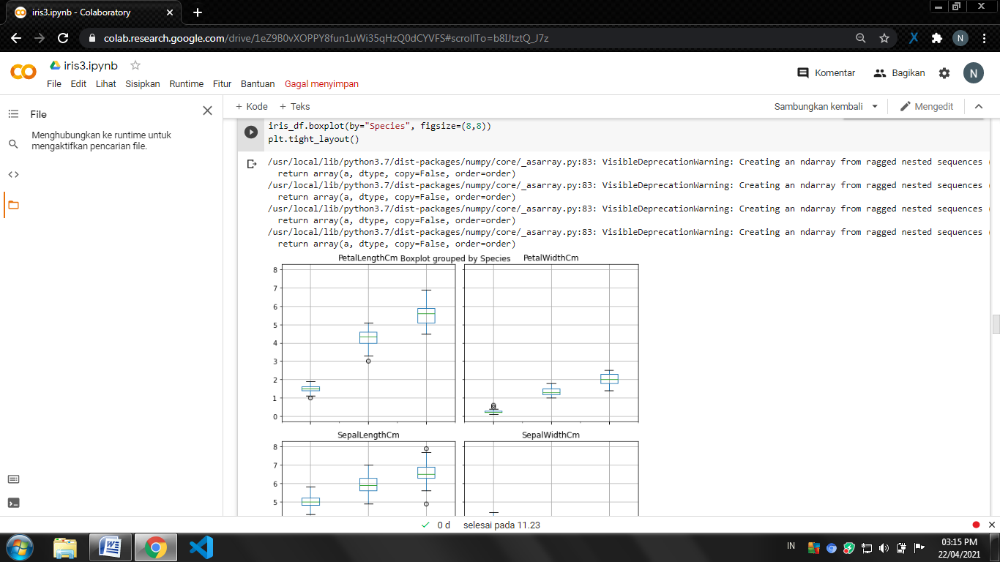 iris3.ipynb - Colaboratory
colab.research.google.com/drive/1eZ9B0vXOPPY8fun1uWi35qHzQ0dCYVFS#scrollTo=b8IJtztQ_J7z
N
iris3.ipynb
File Edit Lihat Sisipkan Runtime Fitur Bantuan Gagal menyimpan
Komentar Bagikan N
File
Menghubungkan ke runtime untuk
mengaktifkan pencarian file.
+ Kode + Teks Sambungkan kembali Mengedit
iris_df.boxplot(by="Species", figsize=(8,8))
plt.tight_layout()
/usr/local/lib/python3.7/dist-packages/numpy/core/_asarray.py:83: VisibleDeprecationWarning: Creating an ndarray from ragged nested sequences (
return array(a, dtype, copy=False, order=order)
/usr/local/lib/python3.7/dist-packages/numpy/core/_asarray.py:83: VisibleDeprecationWarning: Creating an ndarray from ragged nested sequences (
return array(a, dtype, copy=False, order=order)
/usr/local/lib/python3.7/dist-packages/numpy/core/_asarray.py:83: VisibleDeprecationWarning: Creating an ndarray from ragged nested sequences (
return array(a, dtype, copy=False, order=order)
/usr/local/lib/python3.7/dist-packages/numpy/core/_asarray.py:83: VisibleDeprecationWarning: Creating an ndarray from ragged nested sequences (
return array(a, dtype, copy=False, order=order)
PetalLengthCm Boxplot grouped by Species PetalWidthCm
8
7
6
5
4
3
2
1
0
SepalLengthCm SepalWidthCm
8
7
6
5
0 d selesai pada 11.23
IN
03:15 PM
22/04/2021